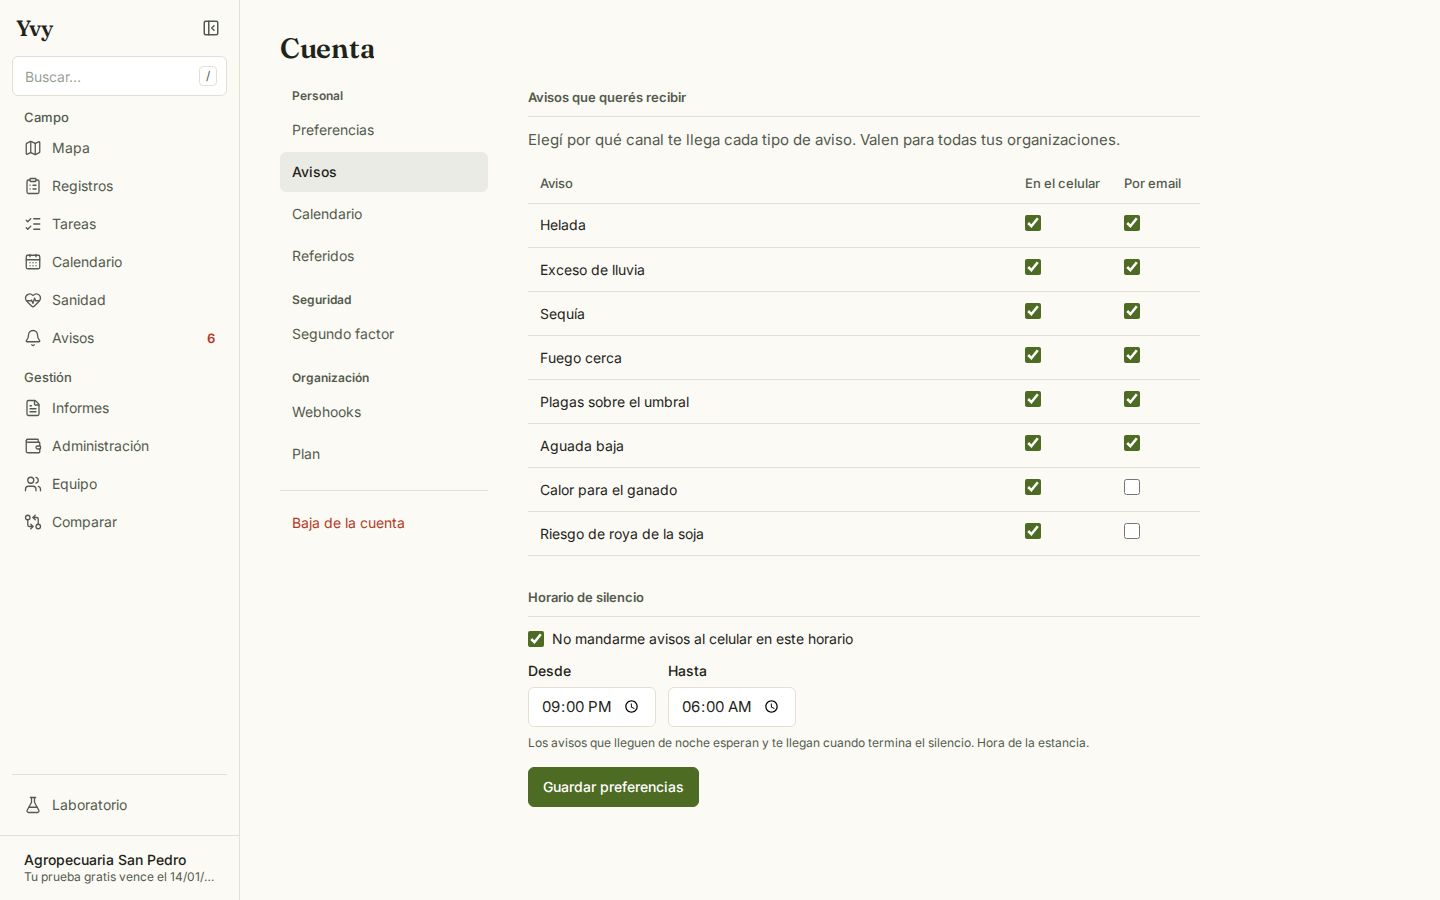 Yvy
Buscar...
/
Campo
Mapa
Registros
Tareas
Calendario
Sanidad
Avisos 6
Gestión
Informes
Administración
Equipo
Comparar
Laboratorio
Agropecuaria San Pedro
Tu prueba gratis vence el 14/01/...
Cuenta
Personal
Preferencias
Avisos
Calendario
Referidos
Seguridad
Segundo factor
Organización
Webhooks
Plan
Baja de la cuenta
Avisos que querés recibir
Elegí por qué canal te llega cada tipo de aviso. Valen para todas tus organizaciones.
Aviso En el celular Por email
Helada
Exceso de lluvia
Sequía
Fuego cerca
Plagas sobre el umbral
Aguada baja
Calor para el ganado
Riesgo de roya de la soja
Horario de silencio
No mandarme avisos al celular en este horario
Desde Hasta
09:00 PM 06:00 AM
Los avisos que lleguen de noche esperan y te llegan cuando termina el silencio. Hora de la estancia.
Guardar preferencias